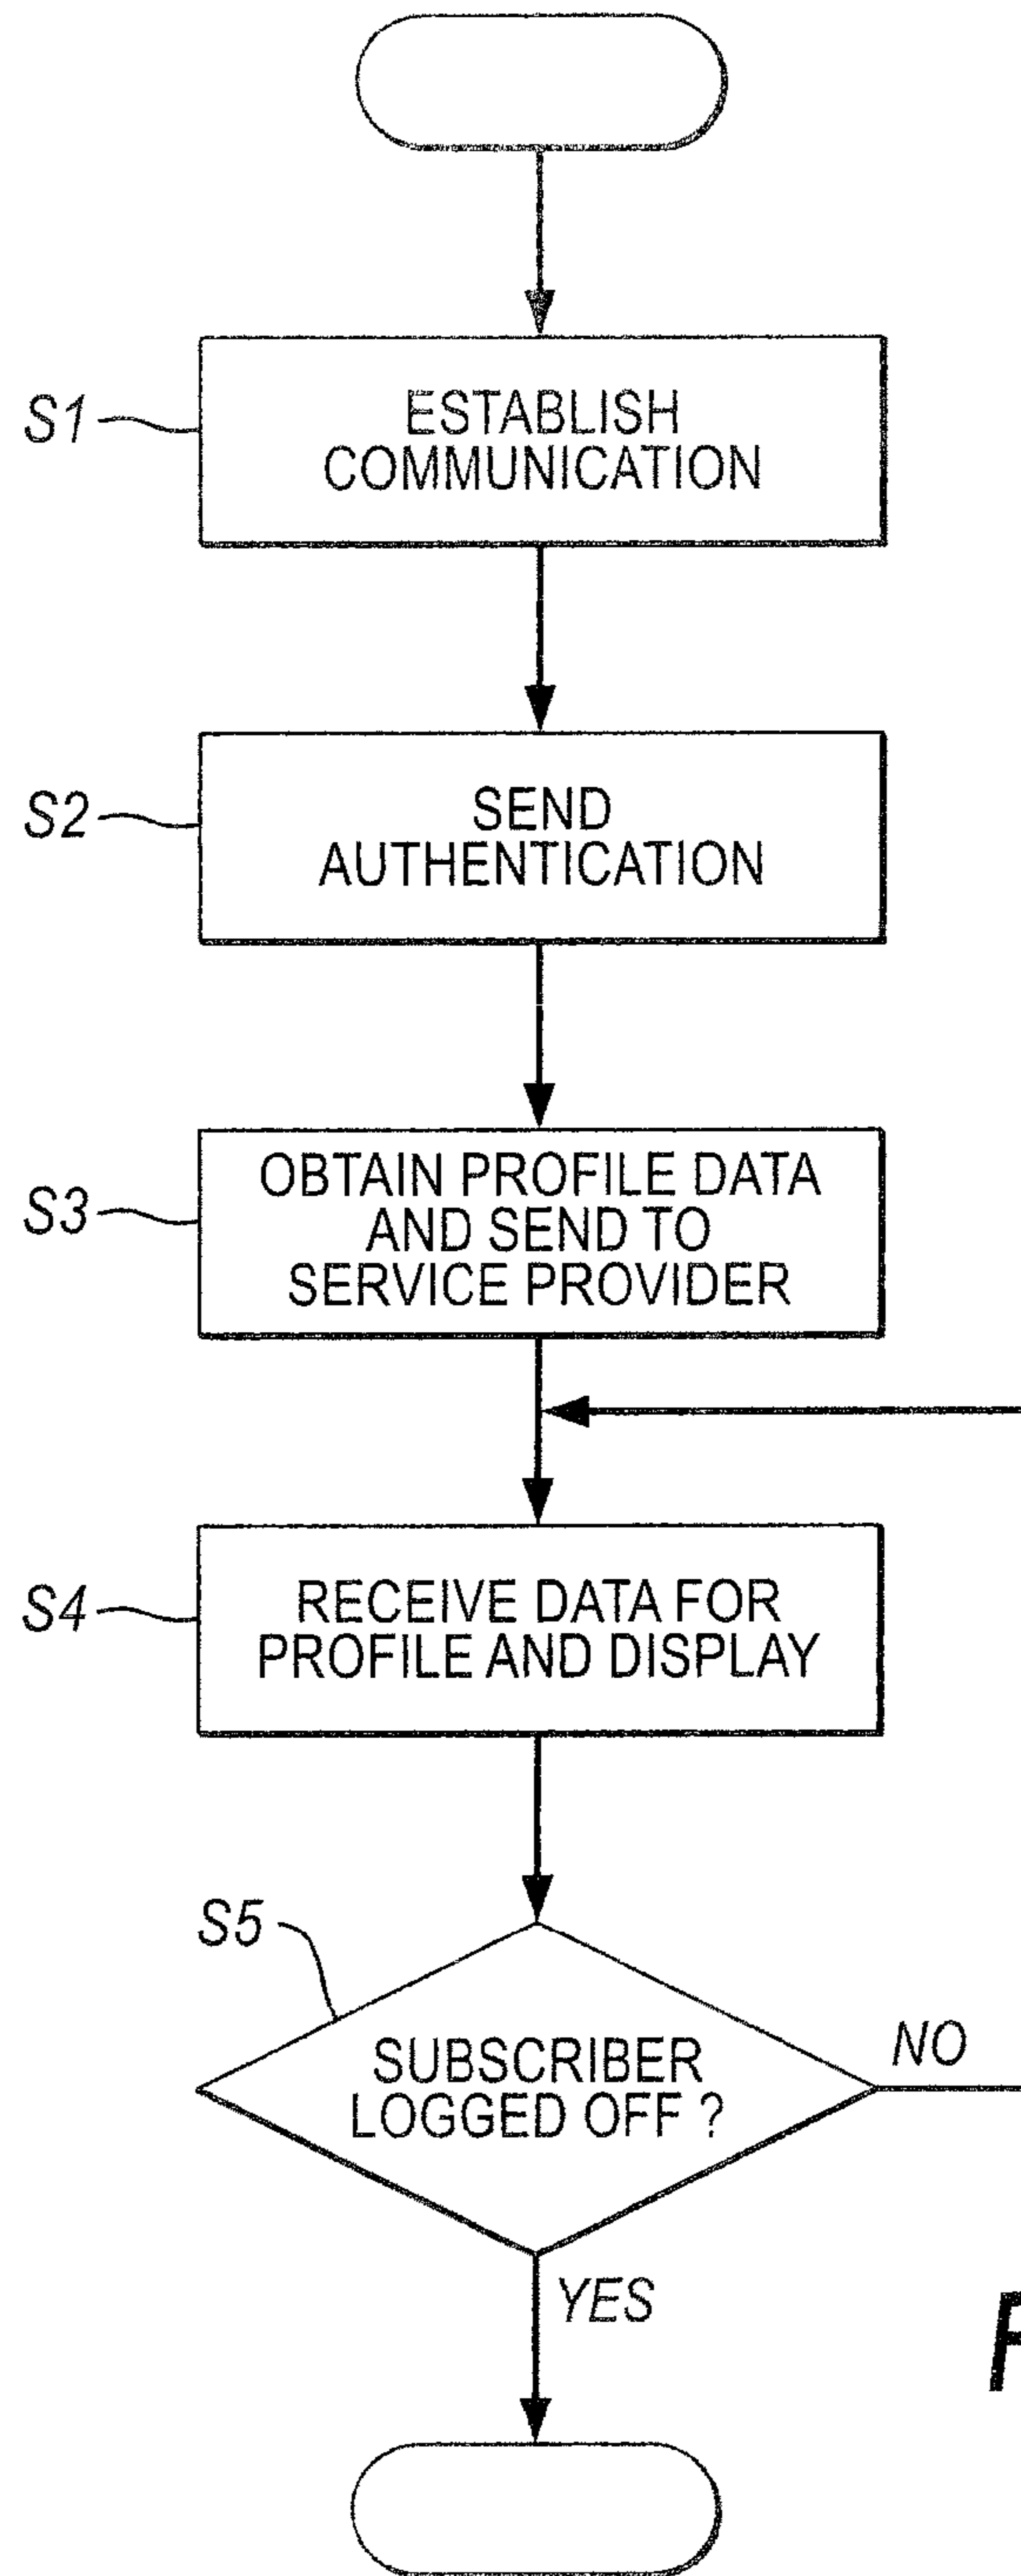 S1
ESTABLISH
COMMUNICATION
S2
SEND
AUTHENTICATION
S3
OBTAIN PROFILE DATA
AND SEND TO
SERVICE PROVIDER
S4
RECEIVE DATA FOR
PROFILE AND DISPLAY
S5
SUBSCRIBER
LOGGED OFF ?
NO
YES